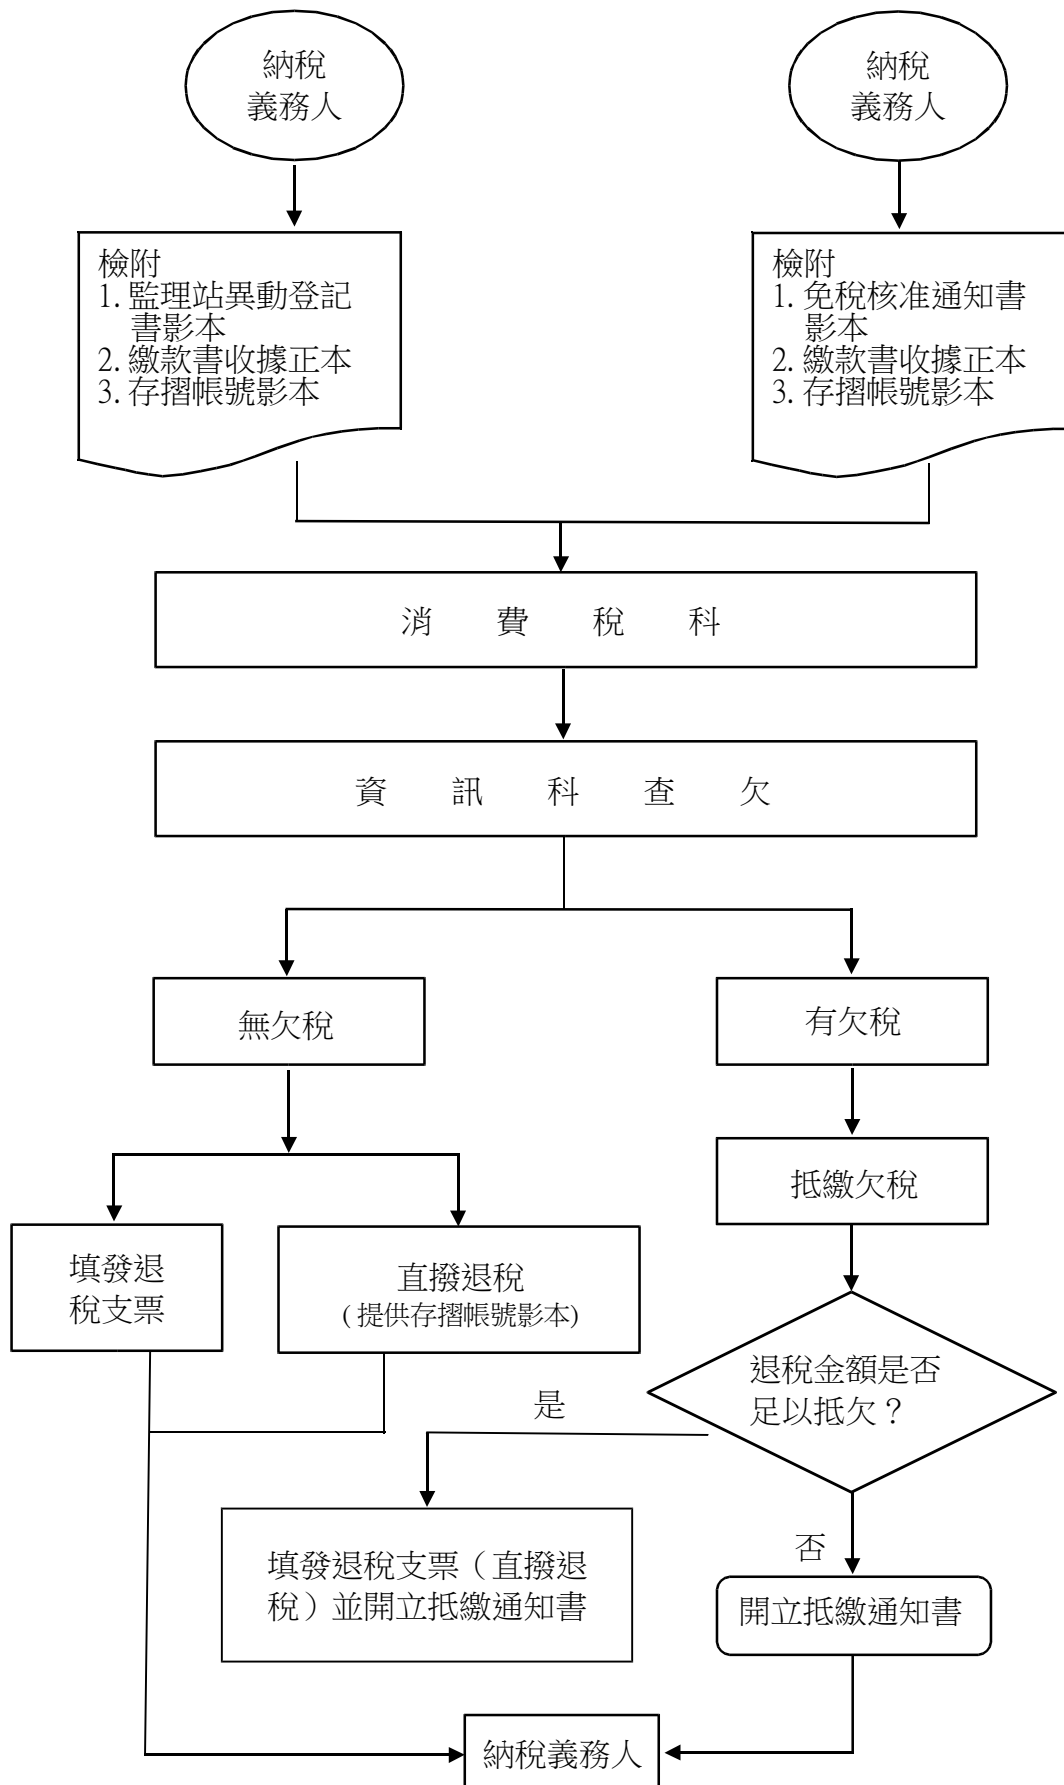 納稅
義務人
納稅
義務人
檢附
1.監理站異動登記
書影本
2.繳款書收據正本
3.存摺帳號影本
檢附
1.免稅核准通知書
影本
2.繳款書收據正本
3.存摺帳號影本
消 費 稅 科
資 訊 科 查 欠
無欠稅
有欠稅
抵繳欠稅
填發退
稅支票
直撥退稅
(提供存摺帳號影本)
退稅金額是否
足以抵欠？
是
否
填發退稅支票（直撥退
稅）並開立抵繳通知書
開立抵繳通知書
納稅義務人